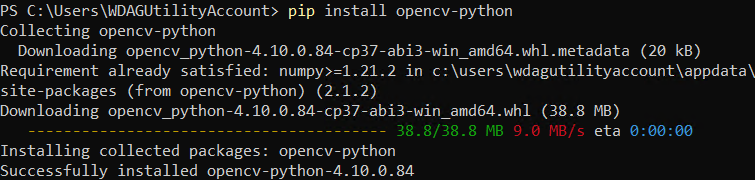 PS C:\Users\WDAGUtilityAccount> pip install opencv-python
Collecting opencv-python
  Downloading opencv_python-4.10.0.84-cp37-abi3-win_amd64.whl.metadata (20 kB)
Requirement already satisfied: numpy>=1.21.2 in c:\users\wdagutilityaccount\appdata\
site-packages (from opencv-python) (2.1.2)
Downloading opencv_python-4.10.0.84-cp37-abi3-win_amd64.whl (38.8 MB)
   ---------------------------------------- 38.8/38.8 MB 9.0 MB/s eta 0:00:00
Installing collected packages: opencv-python
Successfully installed opencv-python-4.10.0.84